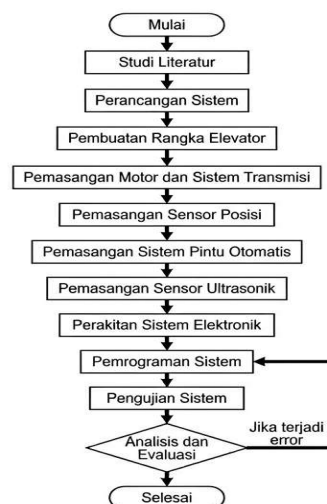 Mulai
Studi Literatur
Perancangan Sistem
Pembuatan Rangka Elevator
Pemasangan Motor dan Sistem Transmisi
Pemasangan Sensor Posisi
Pemasangan Sistem Pintu Otomatis
Pemasangan Sensor Ultrasonik
Perakitan Sistem Elektronik
Pemrograman Sistem
Pengujian Sistem
Analisis dan
Evaluasi
Jika terjadi
error
Selesai